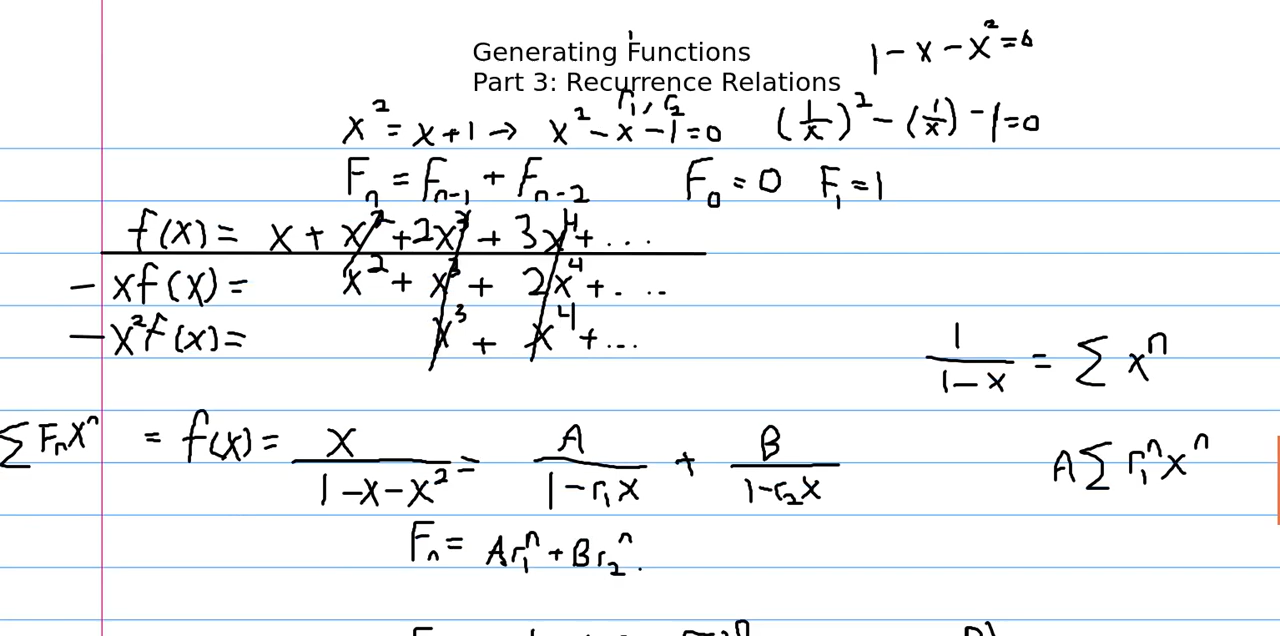 Generating Functions
1 - x - x² = 0
Part 3: Recurrence Relations
r₁, r₂
x² = x + 1 → x² - x - 1 = 0 (1/x)² - (1/x) - 1 = 0
Fₙ = Fₙ₋₁ + Fₙ₋₂ F₀ = 0 F₁ = 1
f(x) = x + x² + 2x³ + 3x⁴ + ...
- xf(x) = x² + x³ + 2x⁴ + ...
- x²f(x) = x³ + x⁴ + ...
1/(1 - x) = Σ xⁿ
Σ Fₙxⁿ = f(x) = x/(1 - x - x²) = A/(1 - r₁x) + B/(1 - r₂x) A Σ r₁ⁿxⁿ
Fₙ = Ar₁ⁿ + Br₂ⁿ.